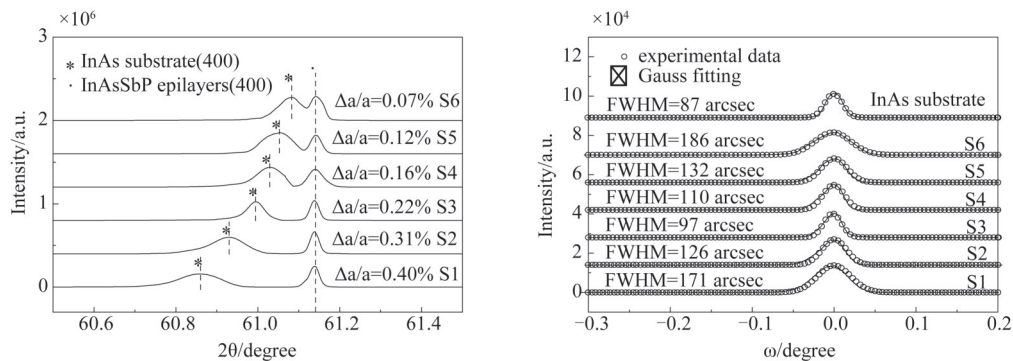 ×10⁶
3
2
1
0
Intensity/a.u.
* InAs substrate(400)
· InAsSbP epilayers(400)
* ·
Δa/a=0.07% S6
*
Δa/a=0.12% S5
*
Δa/a=0.16% S4
*
Δa/a=0.22% S3
*
Δa/a=0.31% S2
*
Δa/a=0.40% S1
60.6 60.8 61.0 61.2 61.4
2θ/degree
×10⁴
12
10
8
6
4
2
0
Intensity/a.u.
experimental data
Gauss fitting
FWHM=87 arcsec InAs substrate
FWHM=186 arcsec S6
FWHM=132 arcsec S5
FWHM=110 arcsec S4
FWHM=97 arcsec S3
FWHM=126 arcsec S2
FWHM=171 arcsec S1
−0.3 −0.2 −0.1 0.0 0.1 0.2
ω/degree